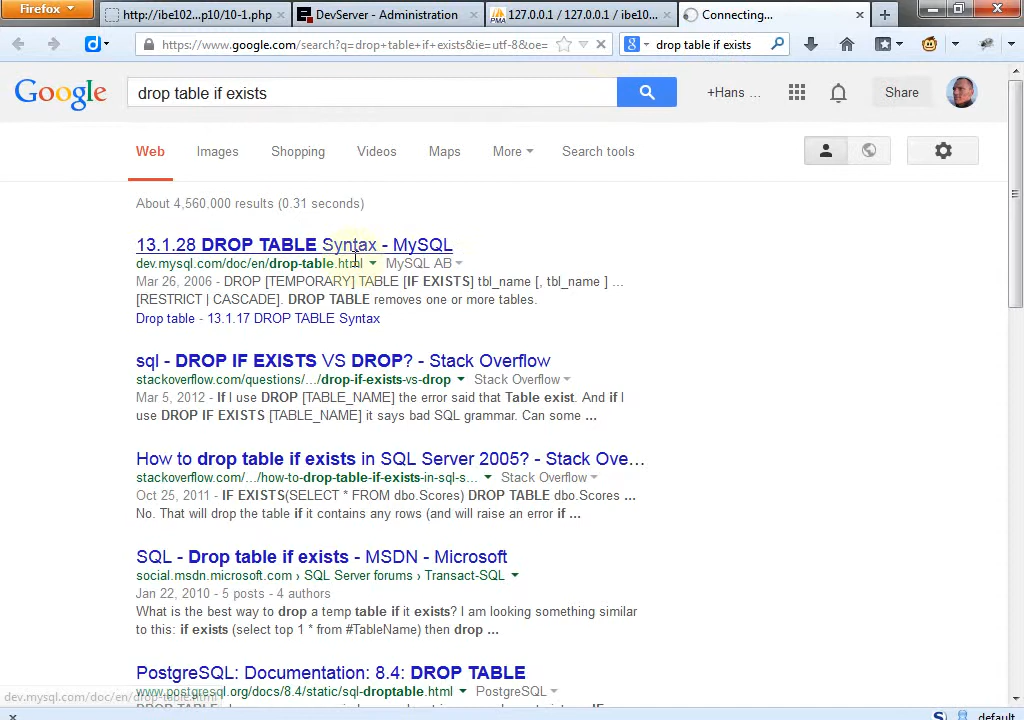 Firefox
http://ibe102...p10/10-1.php
DevServer - Administration
127.0.0.1 / 127.0.0.1 / ibe10...
Connecting...
https://www.google.com/search?q=drop+table+if+exists&ie=utf-8&oe=
drop table if exists
Google
drop table if exists
+Hans ...
Share
Web
Images
Shopping
Videos
Maps
More
Search tools
About 4,560,000 results (0.31 seconds)
13.1.28 DROP TABLE Syntax - MySQL
dev.mysql.com/doc/en/drop-table.html MySQL AB
Mar 26, 2006 - DROP [TEMPORARY] TABLE [IF EXISTS] tbl_name [, tbl_name ] ...
[RESTRICT | CASCADE]. DROP TABLE removes one or more tables.
Drop table - 13.1.17 DROP TABLE Syntax
sql - DROP IF EXISTS VS DROP? - Stack Overflow
stackoverflow.com/questions/.../drop-if-exists-vs-drop Stack Overflow
Mar 5, 2012 - If I use DROP [TABLE_NAME] the error said that Table exist. And if I
use DROP IF EXISTS [TABLE_NAME] it says bad SQL grammar. Can some ...
How to drop table if exists in SQL Server 2005? - Stack Ove...
stackoverflow.com/.../how-to-drop-table-if-exists-in-sql-s... Stack Overflow
Oct 25, 2011 - IF EXISTS(SELECT * FROM dbo.Scores) DROP TABLE dbo.Scores ...
No. That will drop the table if it contains any rows (and will raise an error if ...
SQL - Drop table if exists - MSDN - Microsoft
social.msdn.microsoft.com › SQL Server forums › Transact-SQL
Jan 22, 2010 - 5 posts - 4 authors
What is the best way to drop a temp table if it exists? I am looking something similar
to this: if exists (select top 1 * from #TableName) then drop ...
PostgreSQL: Documentation: 8.4: DROP TABLE
www.postgresql.org/docs/8.4/static/sql-droptable.html PostgreSQL
dev.mysql.com/doc/en/drop-table.html
default